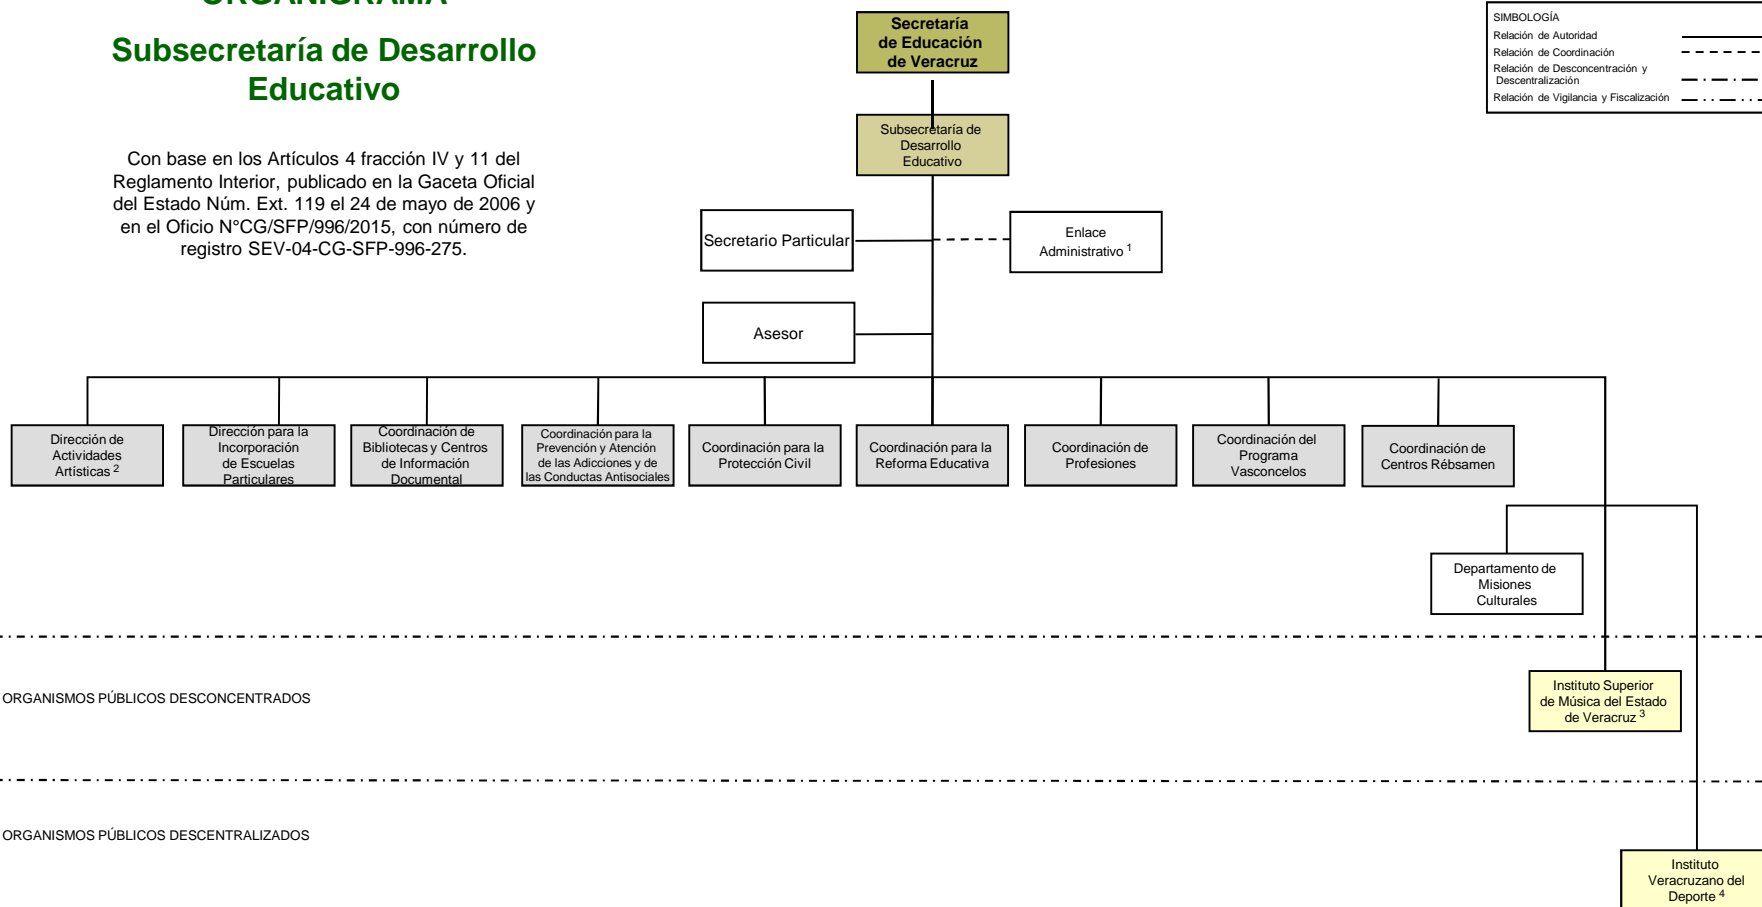 ORGANIGRAMA
Subsecretaría de Desarrollo
Educativo
Con base en los Artículos 4 fracción IV y 11 del
Reglamento Interior, publicado en la Gaceta Oficial
del Estado Núm. Ext. 119 el 24 de mayo de 2006 y
en el Oficio N°CG/SFP/996/2015, con número de
registro SEV-04-CG-SFP-996-275.
Secretaría
de Educación
de Veracruz
SIMBOLOGÍA
Relación de Autoridad
Relación de Coordinación
Relación de Desconcentración y
Descentralización
Relación de Vigilancia y Fiscalización
Subsecretaría de
Desarrollo
Educativo
Secretario Particular
Enlace
Administrativo 1
Asesor
Dirección de
Actividades
Artísticas 2
Dirección para la
Incorporación
de Escuelas
Particulares
Coordinación de
Bibliotecas y Centros
de Información
Documental
Coordinación para la
Prevención y Atención
de las Adicciones y de
las Conductas Antisociales
Coordinación para la
Protección Civil
Coordinación para la
Reforma Educativa
Coordinación de
Profesiones
Coordinación del
Programa
Vasconcelos
Coordinación de
Centros Rébsamen
Departamento de
Misiones
Culturales
ORGANISMOS PÚBLICOS DESCONCENTRADOS
Instituto Superior
de Música del Estado
de Veracruz 3
ORGANISMOS PÚBLICOS DESCENTRALIZADOS
Instituto
Veracruzano del
Deporte 4